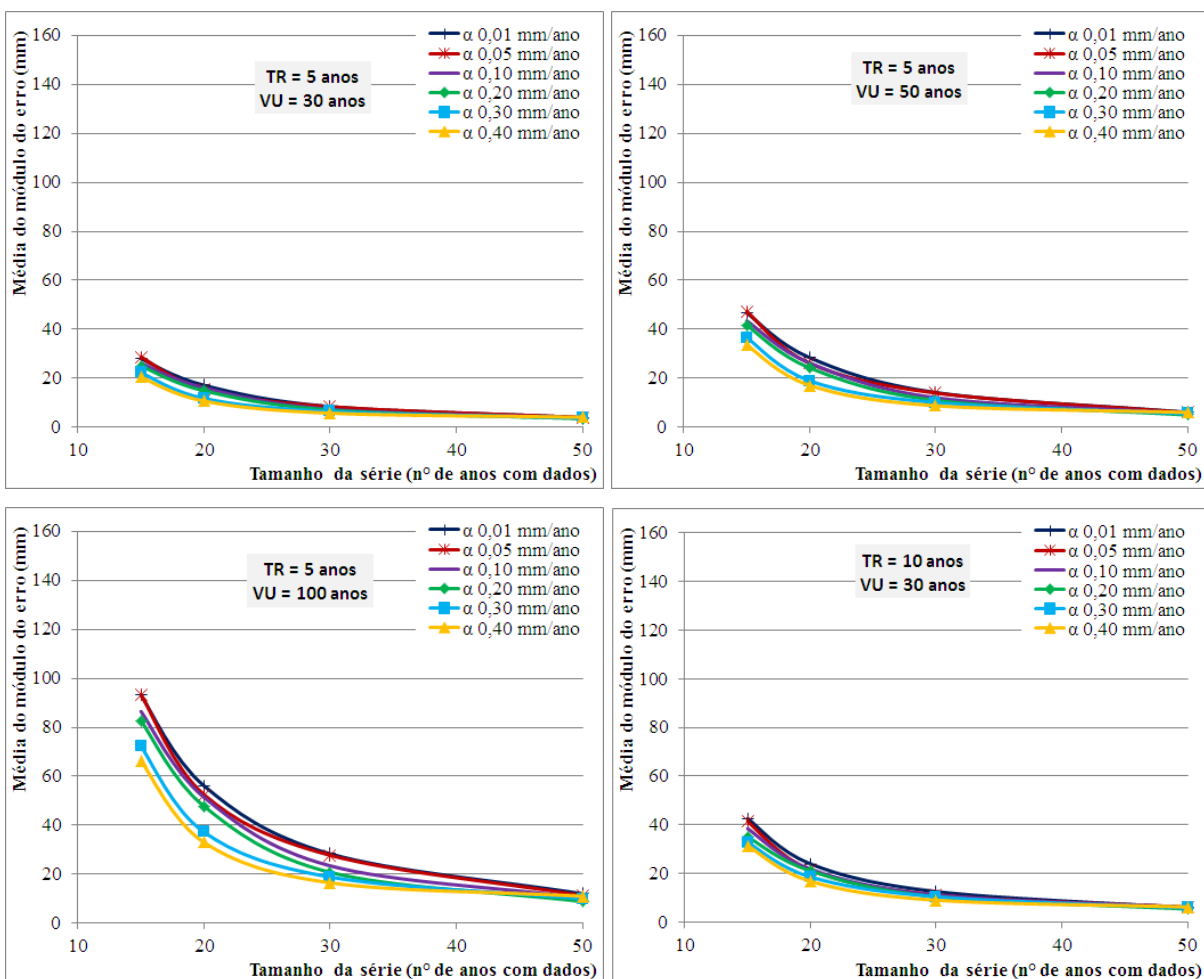 Média do módulo do erro (mm)
160
140
120
100
80
60
40
20
0
10
20
30
40
50
Tamanho da série (n° de anos com dados)
TR = 5 anos
VU = 30 anos
α 0,01 mm/ano
α 0,05 mm/ano
α 0,10 mm/ano
α 0,20 mm/ano
α 0,30 mm/ano
α 0,40 mm/ano
Média do módulo do erro (mm)
160
140
120
100
80
60
40
20
0
10
20
30
40
50
Tamanho da série (n° de anos com dados)
TR = 5 anos
VU = 50 anos
α 0,01 mm/ano
α 0,05 mm/ano
α 0,10 mm/ano
α 0,20 mm/ano
α 0,30 mm/ano
α 0,40 mm/ano
Média do módulo do erro (mm)
160
140
120
100
80
60
40
20
0
10
20
30
40
50
Tamanho da série (n° de anos com dados)
TR = 5 anos
VU = 100 anos
α 0,01 mm/ano
α 0,05 mm/ano
α 0,10 mm/ano
α 0,20 mm/ano
α 0,30 mm/ano
α 0,40 mm/ano
Média do módulo do erro (mm)
160
140
120
100
80
60
40
20
0
10
20
30
40
50
Tamanho da série (n° de anos com dados)
TR = 10 anos
VU = 30 anos
α 0,01 mm/ano
α 0,05 mm/ano
α 0,10 mm/ano
α 0,20 mm/ano
α 0,30 mm/ano
α 0,40 mm/ano